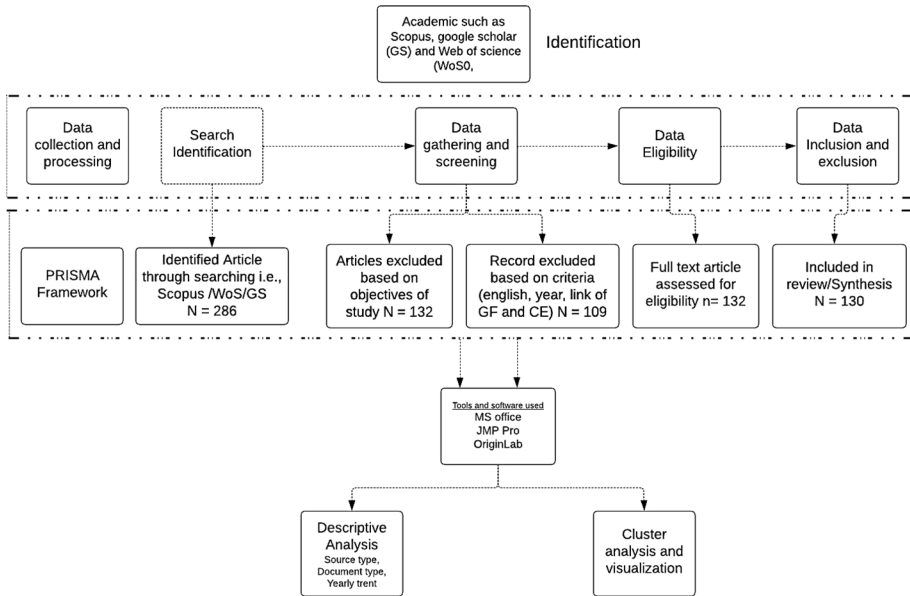 Academic such as
Scopus, google scholar
(GS) and Web of science
(WoS0,
Identification
Data
collection and
processing
Search
Identification
Data
gathering and
screening
Data
Eligibility
Data
Inclusion and
exclusion
PRISMA
Framework
Identified Article
through searching i.e.,
Scopus /WoS/GS
N = 286
Articles excluded
based on
objectives of
study N = 132
Record excluded
based on criteria
(english, year, link of
GF and CE) N = 109
Full text article
assessed for
eligibility n= 132
Included in
review/Synthesis
N = 130
Tools and software used
MS office
JMP Pro
OriginLab
Descriptive
Analysis
Source type,
Document type,
Yearly trent
Cluster
analysis and
visualization